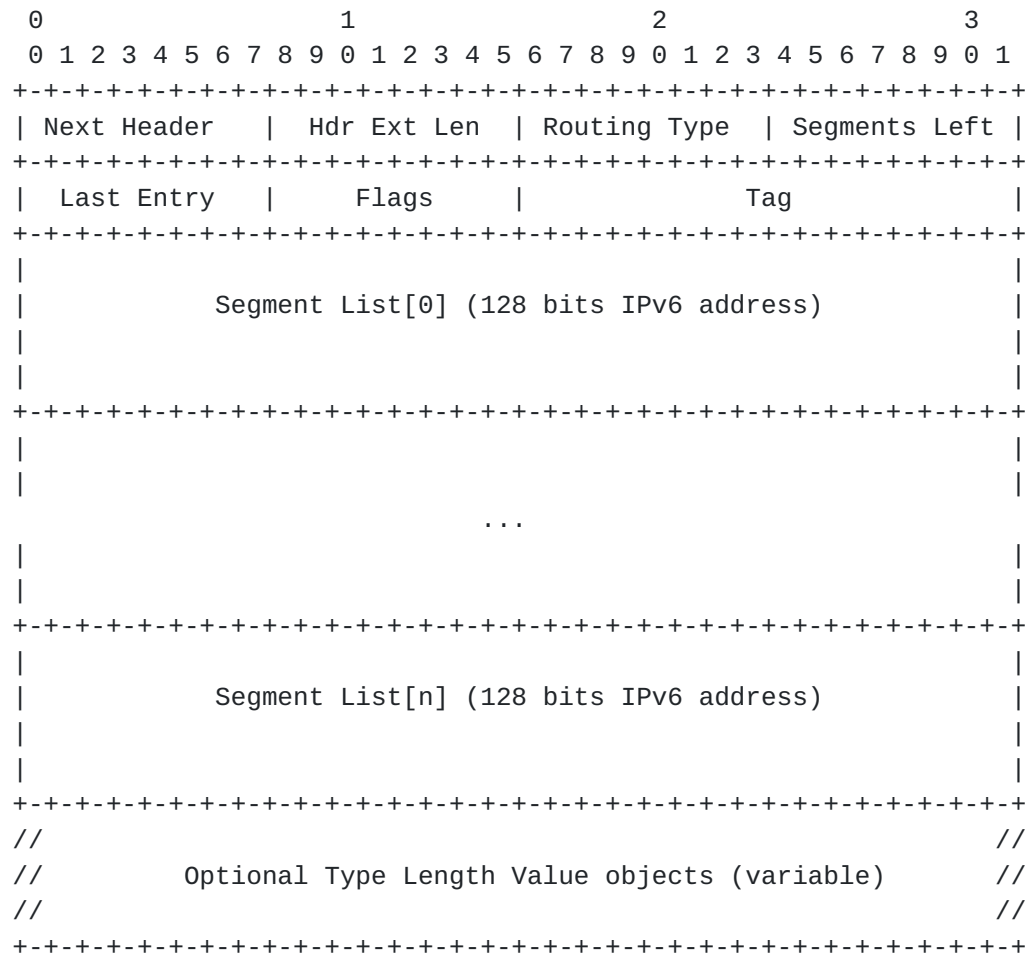 0                   1                   2                   3
 0 1 2 3 4 5 6 7 8 9 0 1 2 3 4 5 6 7 8 9 0 1 2 3 4 5 6 7 8 9 0 1
+-+-+-+-+-+-+-+-+-+-+-+-+-+-+-+-+-+-+-+-+-+-+-+-+-+-+-+-+-+-+-+-+
| Next Header   |  Hdr Ext Len  | Routing Type  | Segments Left |
+-+-+-+-+-+-+-+-+-+-+-+-+-+-+-+-+-+-+-+-+-+-+-+-+-+-+-+-+-+-+-+-+
|  Last Entry   |     Flags     |              Tag              |
+-+-+-+-+-+-+-+-+-+-+-+-+-+-+-+-+-+-+-+-+-+-+-+-+-+-+-+-+-+-+-+-+
|                                                               |
|            Segment List[0] (128 bits IPv6 address)            |
|                                                               |
|                                                               |
+-+-+-+-+-+-+-+-+-+-+-+-+-+-+-+-+-+-+-+-+-+-+-+-+-+-+-+-+-+-+-+-+
|                                                               |
|                                                               |
                              ...
|                                                               |
|                                                               |
+-+-+-+-+-+-+-+-+-+-+-+-+-+-+-+-+-+-+-+-+-+-+-+-+-+-+-+-+-+-+-+-+
|                                                               |
|            Segment List[n] (128 bits IPv6 address)            |
|                                                               |
|                                                               |
+-+-+-+-+-+-+-+-+-+-+-+-+-+-+-+-+-+-+-+-+-+-+-+-+-+-+-+-+-+-+-+-+
//                                                             //
//         Optional Type Length Value objects (variable)       //
//                                                             //
+-+-+-+-+-+-+-+-+-+-+-+-+-+-+-+-+-+-+-+-+-+-+-+-+-+-+-+-+-+-+-+-+